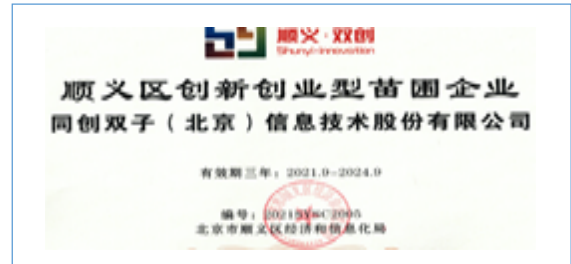 顺义·双创
Shunyi·Innovation
顺义区创新创业型苗圃企业
同创双子（北京）信息技术股份有限公司
有效期三年：2021.9-2024.9
编号：
北京市顺义区经济和信息化局